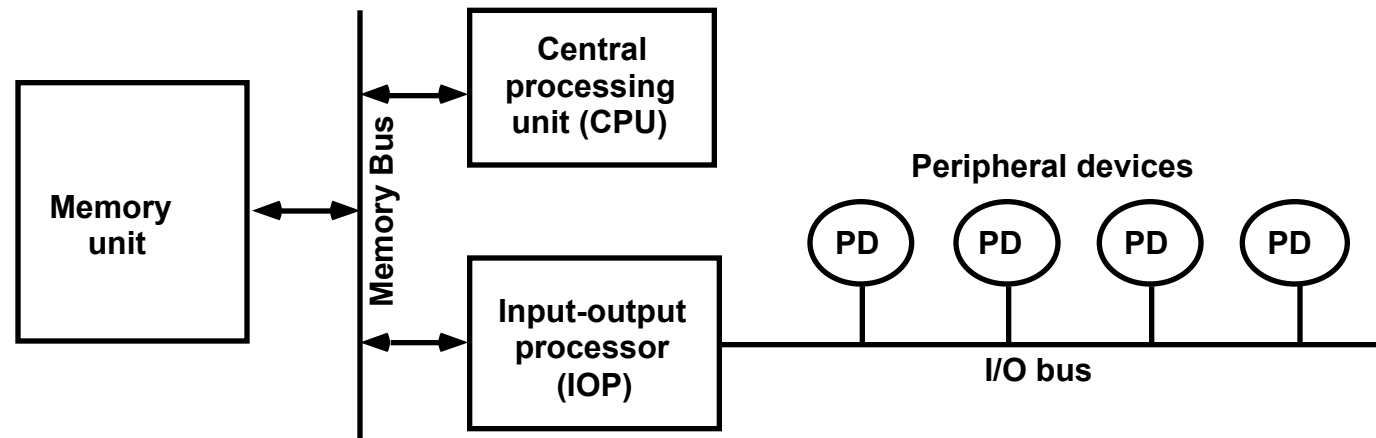 Memory
unit
Memory Bus
Central
processing
unit (CPU)
Input-output
processor
(IOP)
Peripheral devices
PD
PD
PD
PD
I/O bus